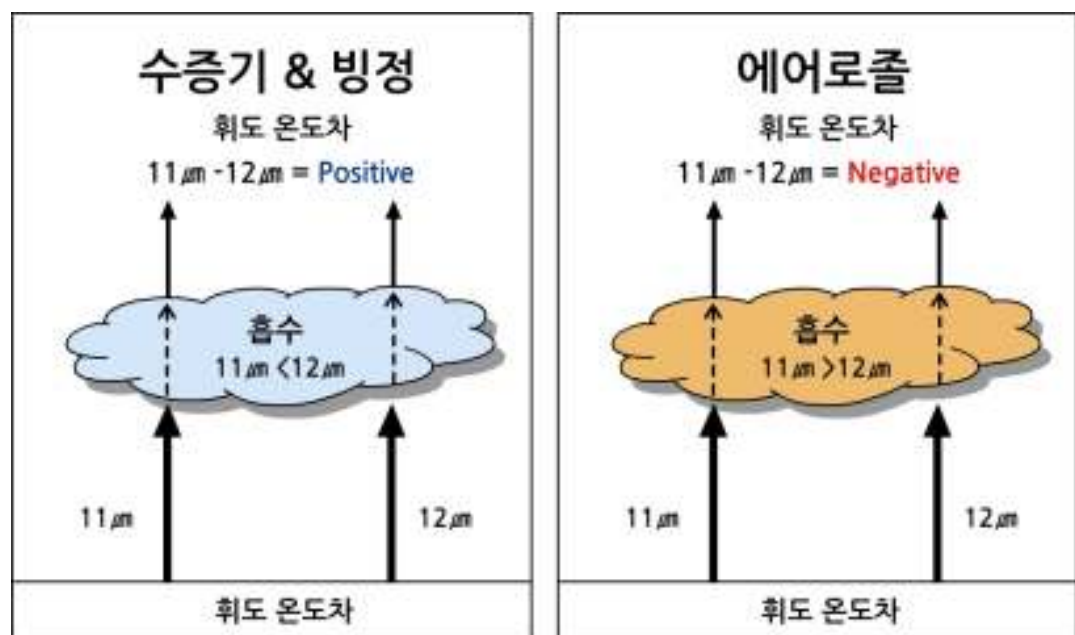 수증기 & 빙정
휘도 온도차
11㎛ -12㎛ = Positive
흡수
11㎛ <12㎛
11㎛
12㎛
휘도 온도차
에어로졸
휘도 온도차
11㎛ -12㎛ = Negative
흡수
11㎛ >12㎛
11㎛
12㎛
휘도 온도차